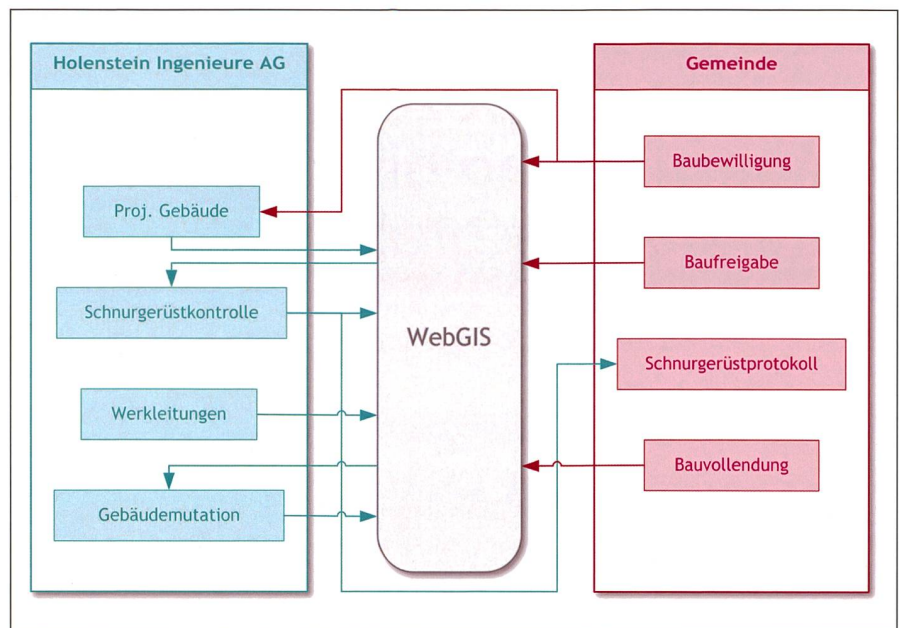 Holenstein Ingenieure AG
Proj. Gebäude
Schnurgerüstkontrolle
Werkleitungen
Gebäudemutation
WebGIS
Gemeinde
Baubewilligung
Baufreigabe
Schnurgerüstprotokoll
Bauvollendung